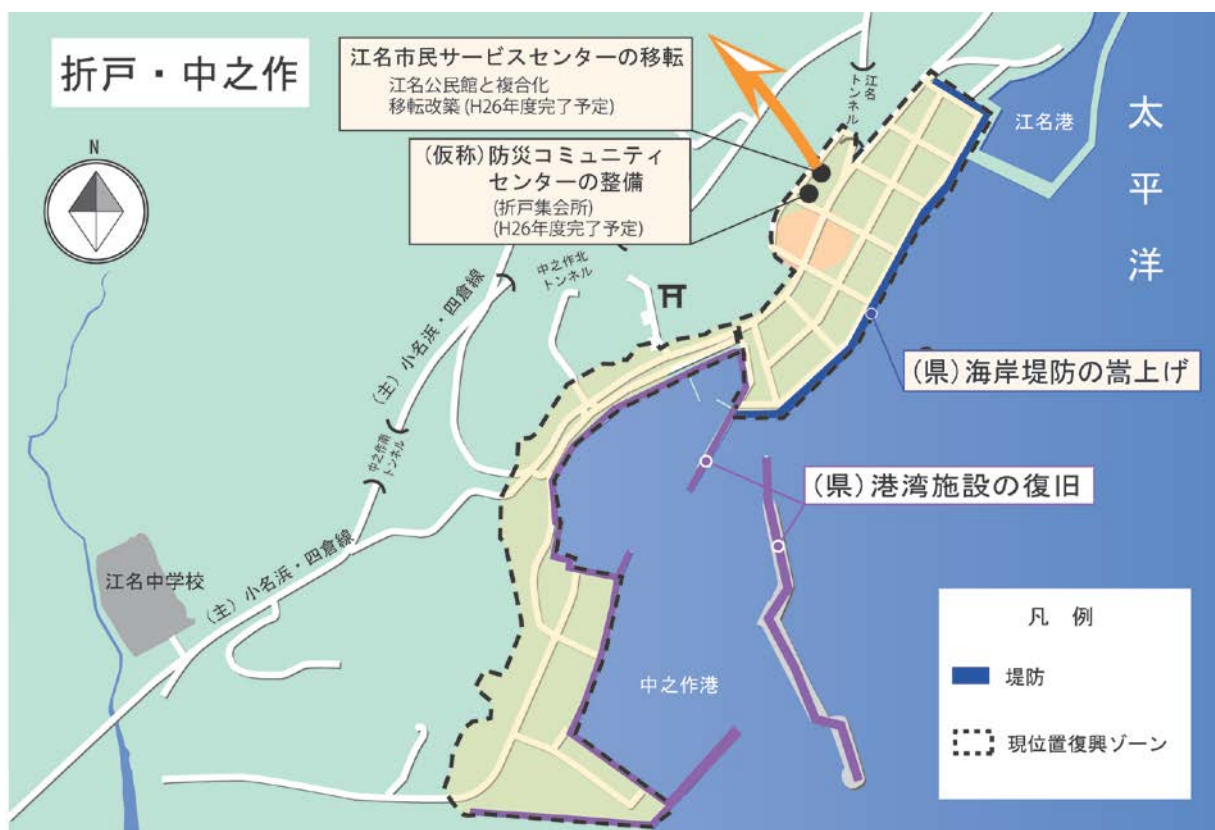 折戸・中之作
N
江名市民サービスセンターの移転
江名公民館と複合化
移転改築(H26年度完了予定)
(仮称)防災コミュニティ
センターの整備
(折戸集会所)
(H26年度完了予定)
江名
トンネル
江名港
太平洋
中之作北
トンネル
(主)小名浜・四倉線
中之作南
トンネル
(県)海岸堤防の嵩上げ
(県)港湾施設の復旧
江名中学校
(主)小名浜・四倉線
中之作港
凡 例
堤防
現位置復興ゾーン